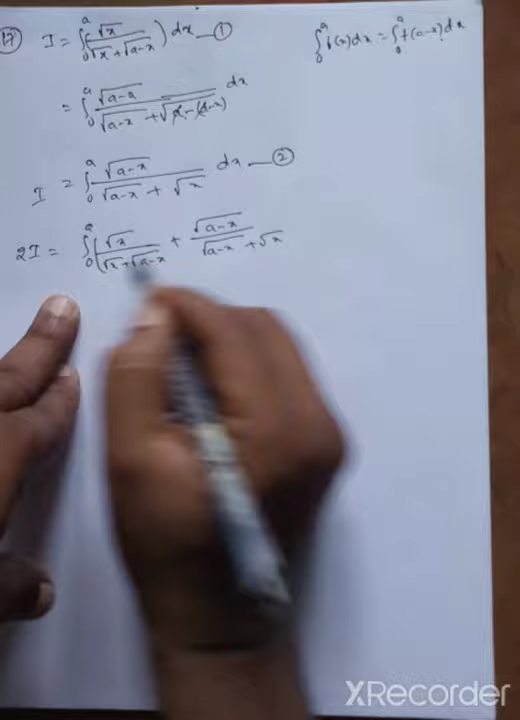 17 I = ∫₀ᵃ (√x / (√x + √a-x)) dx — ①
∫₀ᵃ f(x)dx = ∫₀ᵃ f(a-x)dx
= ∫₀ᵃ √a-x / (√a-x + √a-(a-x)) dx
I = ∫₀ᵃ √a-x / (√a-x + √x) dx — ②
2I = ∫₀ᵃ (√x / (√x + √a-x) + √a-x / (√a-x + √x)
XRecorder